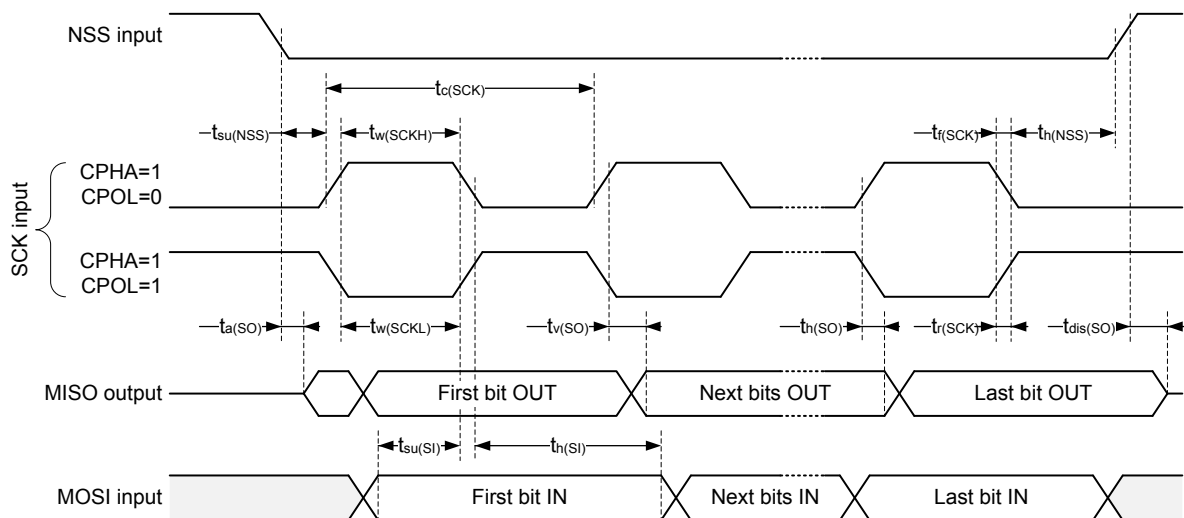 NSS input
tc(SCK)
tsu(NSS)
tw(SCKH)
tf(SCK)
th(NSS)
SCK input
CPHA=1
CPOL=0
CPHA=1
CPOL=1
ta(SO)
tw(SCKL)
tv(SO)
th(SO)
tr(SCK)
tdis(SO)
MISO output
First bit OUT
Next bits OUT
Last bit OUT
tsu(SI)
th(SI)
MOSI input
First bit IN
Next bits IN
Last bit IN